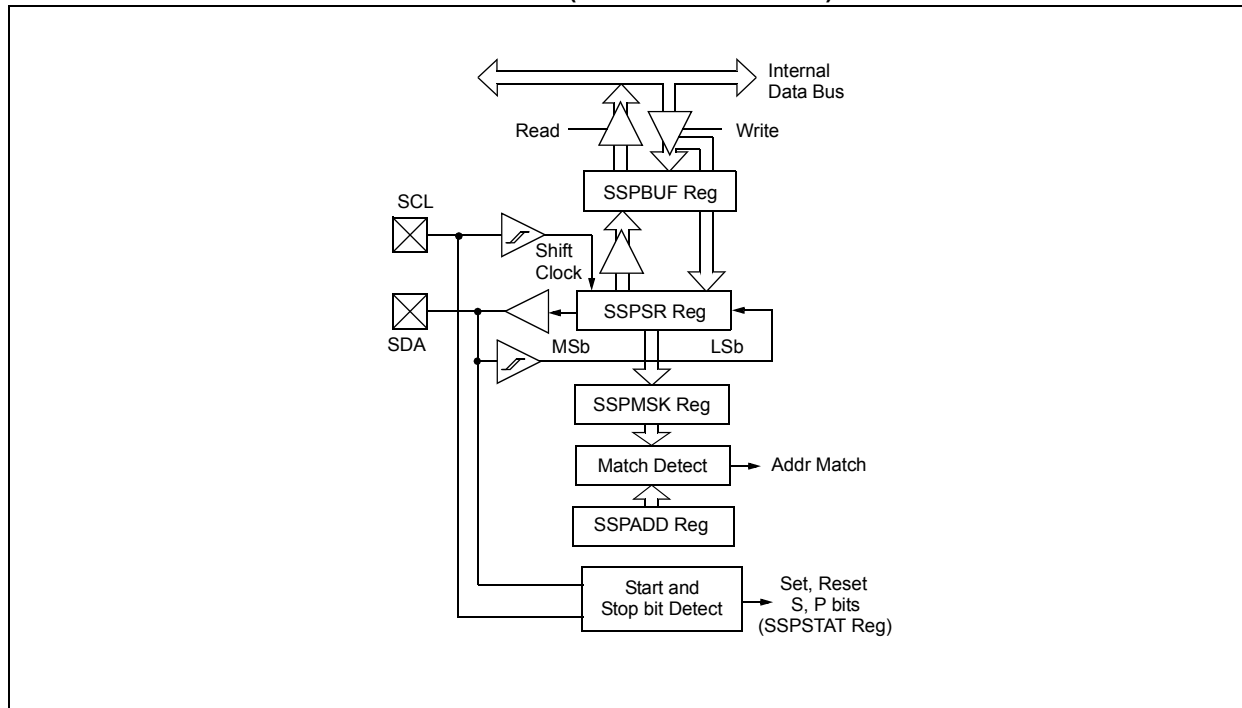 Internal
Data Bus
Read
Write
SSPBUF Reg
SCL
Shift
Clock
SSPSR Reg
SDA
MSb
LSb
SSPMSK Reg
Match Detect
Addr Match
SSPADD Reg
Start and
Stop bit Detect
Set, Reset
S, P bits
(SSPSTAT Reg)